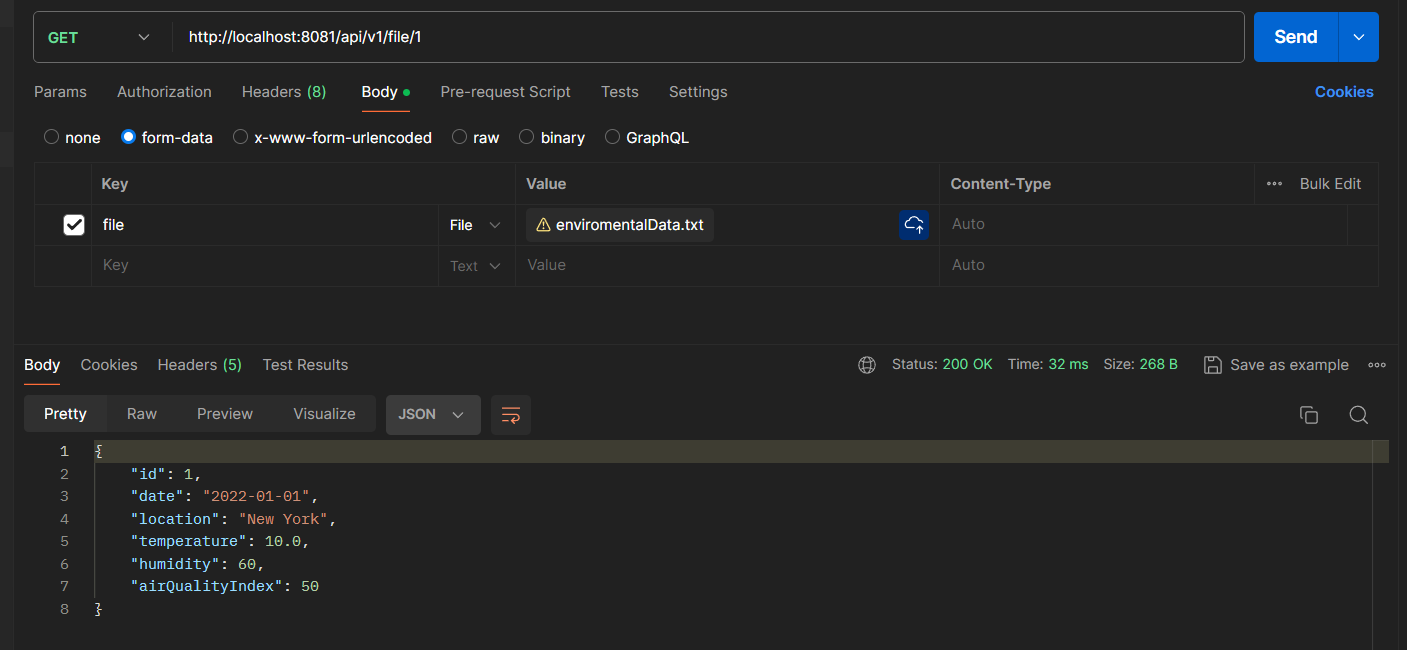 GET http://localhost:8081/api/v1/file/1 Send
Params Authorization Headers (8) Body Pre-request Script Tests Settings Cookies
none form-data x-www-form-urlencoded raw binary GraphQL
Key Value Content-Type Bulk Edit
file File enviromentalData.txt Auto
Key Text Value Auto
Body Cookies Headers (5) Test Results Status: 200 OK Time: 32 ms Size: 268 B Save as example
Pretty Raw Preview Visualize JSON
1 {
2 "id": 1,
3 "date": "2022-01-01",
4 "location": "New York",
5 "temperature": 10.0,
6 "humidity": 60,
7 "airQualityIndex": 50
8 }